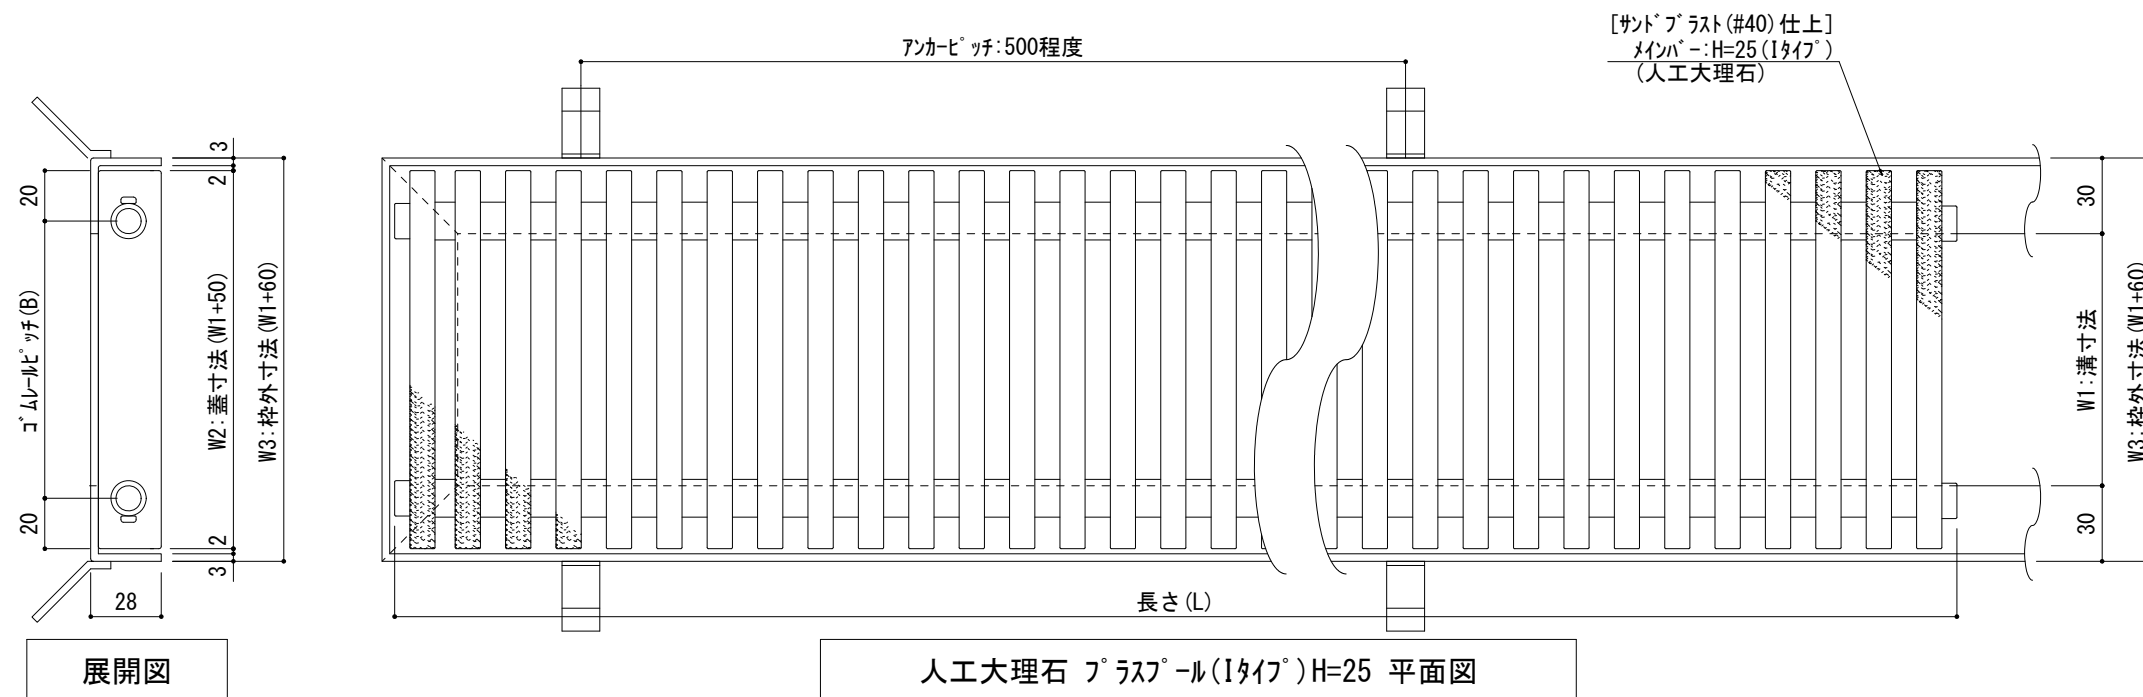 [サンドブラスト(#40)仕上]
メインバー:H=25(Iタイプ)
(人工大理石)
アンカーピッチ:500程度
3
2
20
ゴムレールピッチ(B)
W2:蓋寸法(W1+50)
W3:枠外寸法(W1+60)
20
2
3
28
30
W1:溝寸法
W3:枠外寸法(W1+60)
30
長さ(L)
展開図
人工大理石 プラスプール(Iタイプ)H=25 平面図